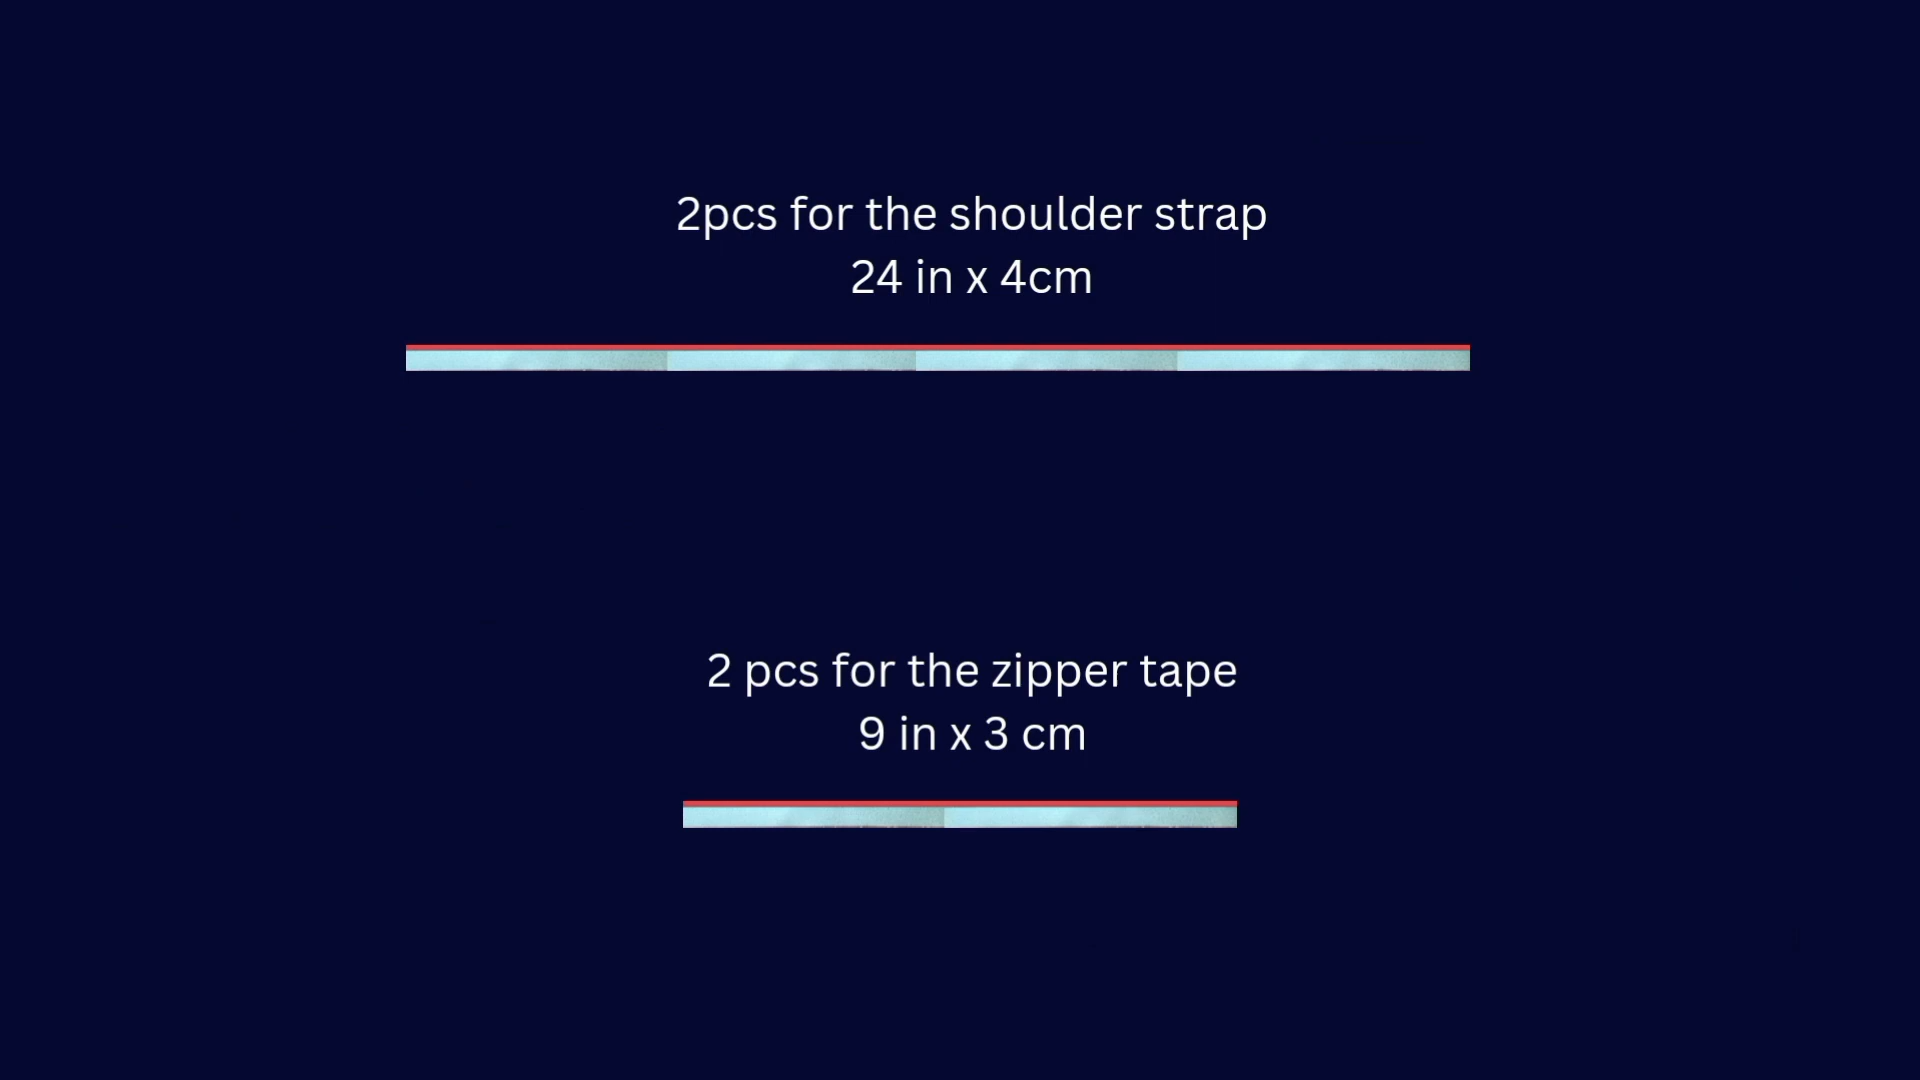 2pcs for the shoulder strap
24 in x 4cm
2 pcs for the zipper tape
9 in x 3 cm